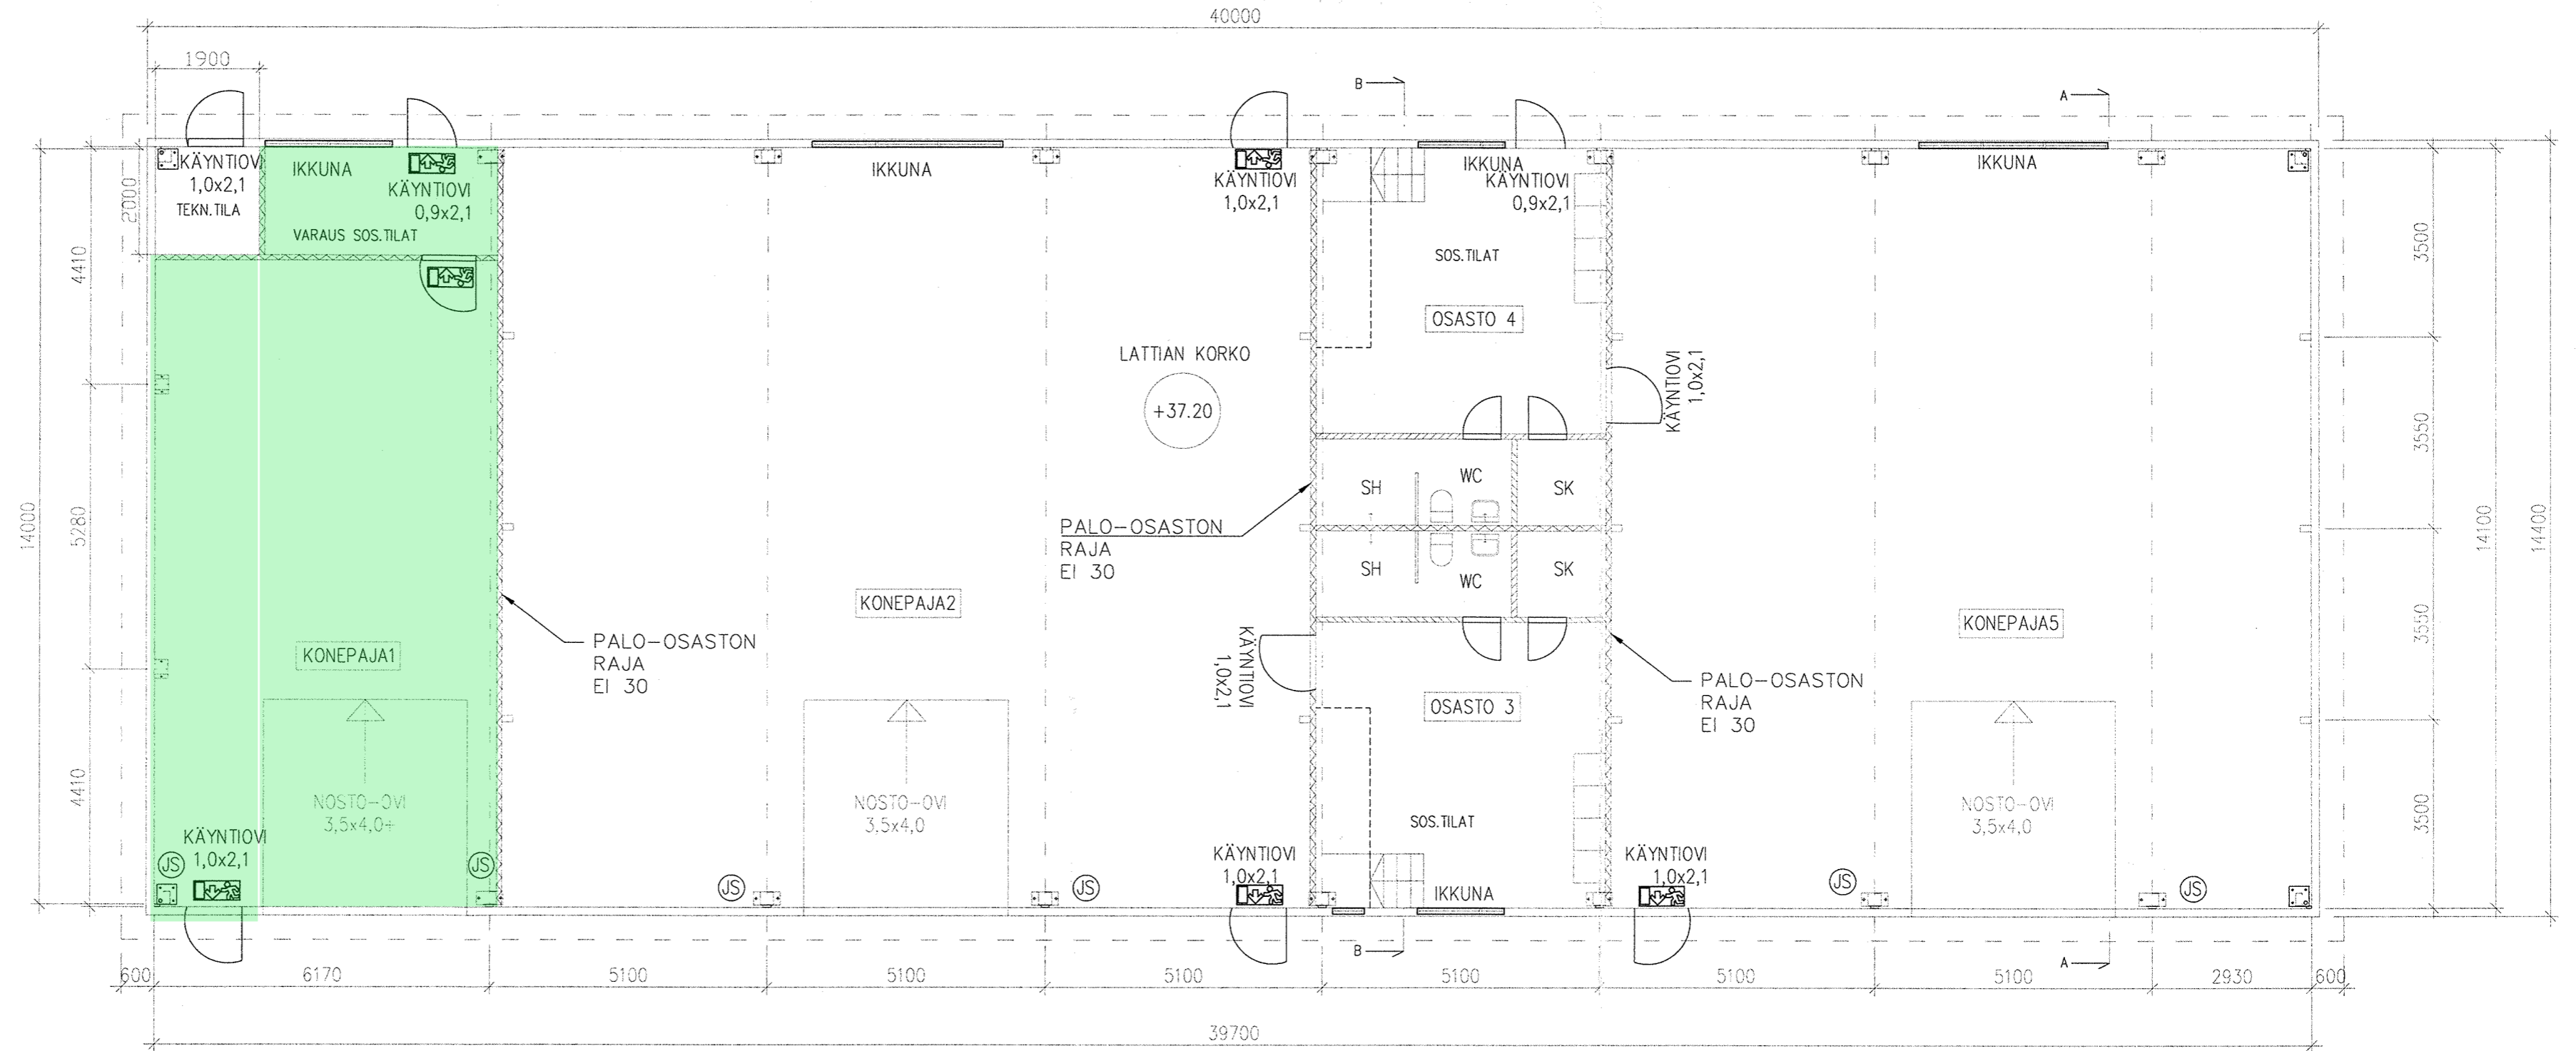 40000
1900
B
A
KÄYNTIOVI
1,0x2,1
TEKN.TILA
IKKUNA
KÄYNTIOVI
0,9x2,1
VARAUS SOS.TILAT
IKKUNA
KÄYNTIOVI
1,0x2,1
IKKUNA
KÄYNTIOVI
0,9x2,1
IKKUNA
2000
4410
5280
4410
14000
SOS.TILAT
OSASTO 4
LATTIAN KORKO
+37.20
KÄYNTIOVI
1,0x2,1
3500
3550
3550
3500
14100
14400
SH
WC
SK
PALO-OSASTON
RAJA
EI 30
SH
WC
SK
KONEPAJA1
KONEPAJA2
KONEPAJA5
PALO-OSASTON
RAJA
EI 30
KÄYNTIOVI
1,0x2,1
OSASTO 3
PALO-OSASTON
RAJA
EI 30
NOSTO-OVI
3,5x4,0+
NOSTO-OVI
3.5x4,0
NOSTO-OVI
3,5x4,0
SOS.TILAT
KÄYNTIOVI
1,0x2,1
JS
JS
JS
JS
KÄYNTIOVI
1,0x2,1
IKKUNA
KÄYNTIOVI
1,0x2,1
JS
JS
B
A
600
6170
5100
5100
5100
5100
5100
5100
2930
600
39700